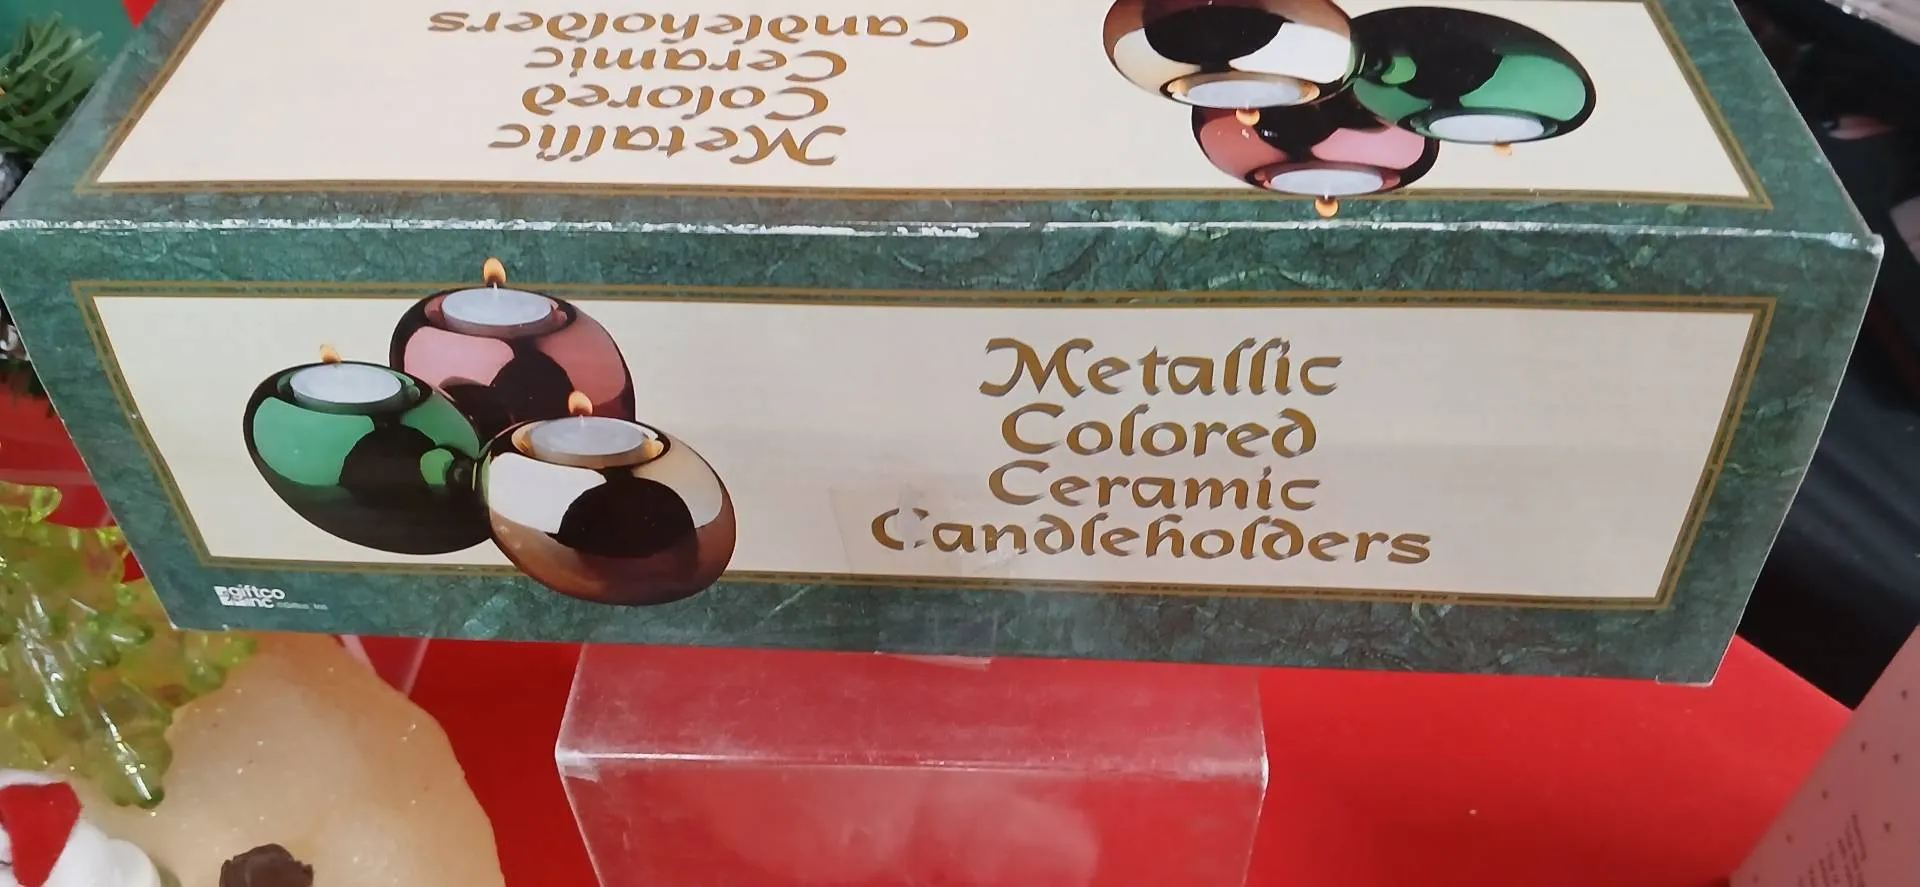 Metallic
Colored
Ceramic
Candleholders
Metallic
Colored
Ceramic
Candleholders
giftco
inc